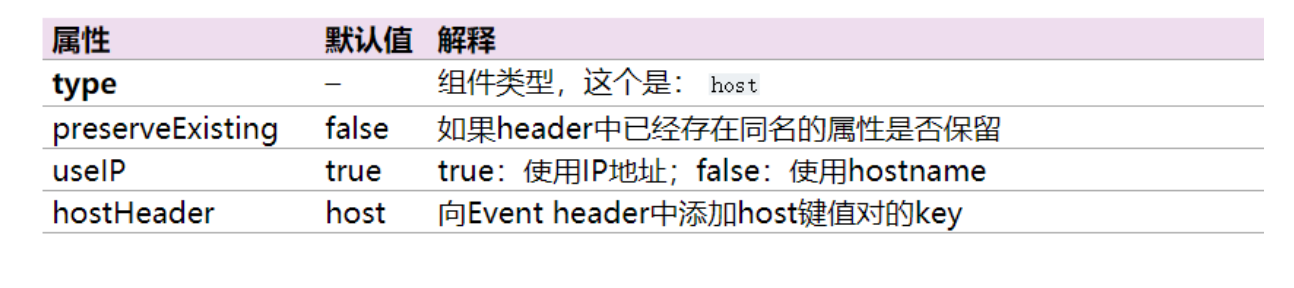 属性 默认值 解释
type – 组件类型，这个是： host
preserveExisting false 如果header中已经存在同名的属性是否保留
useIP true true：使用IP地址；false：使用hostname
hostHeader host 向Event header中添加host键值对的key